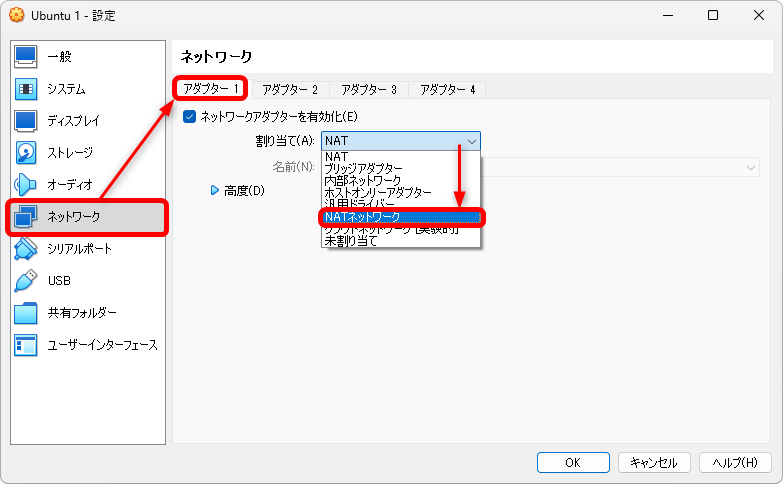 Ubuntu 1 - 設定
一般
システム
ディスプレイ
ストレージ
オーディオ
ネットワーク
シリアルポート
USB
共有フォルダー
ユーザーインターフェース
ネットワーク
アダプター 1 アダプター 2 アダプター 3 アダプター 4
ネットワークアダプターを有効化(E)
割り当て(A): NAT
名前(N):
高度(D)
NAT
ブリッジアダプター
内部ネットワーク
ホストオンリーアダプター
汎用ドライバー
NATネットワーク
クラウドネットワーク [実験的]
未割り当て
OK キャンセル ヘルプ(H)